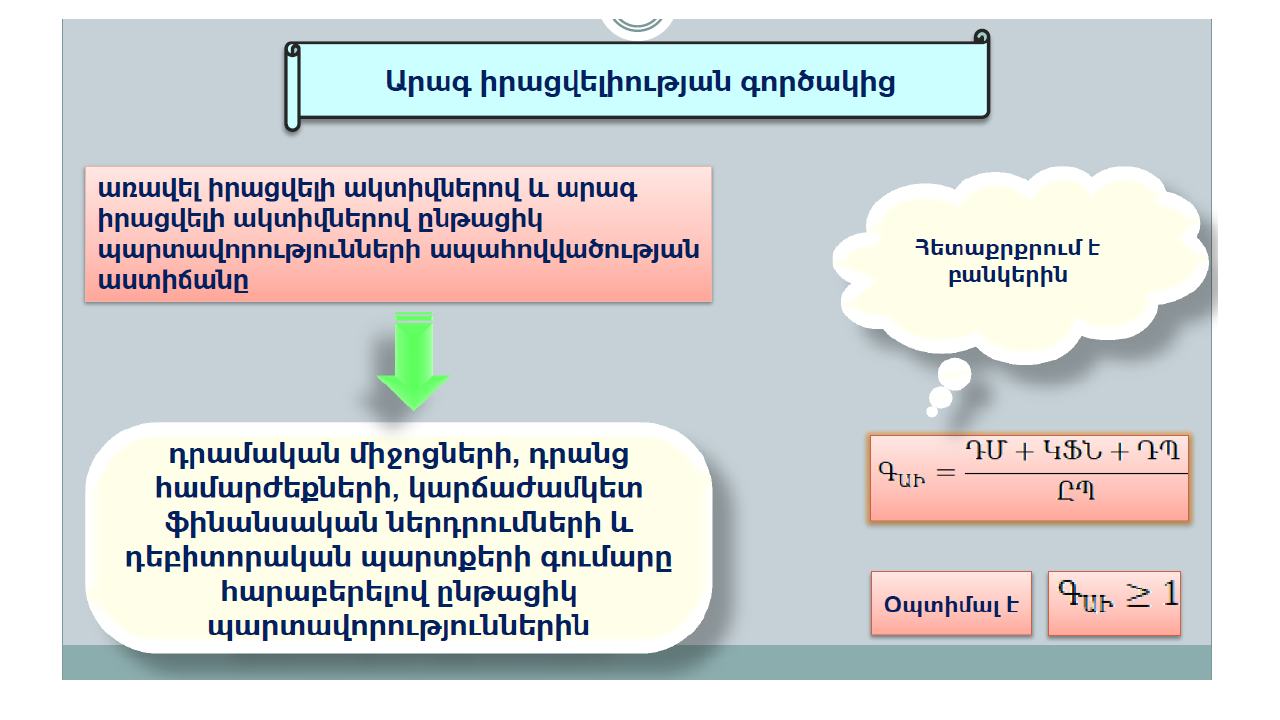 Արագ իրացվելիության գործակից
առավել իրացվելի ակտիվներով և արագ
իրացվելի ակտիվներով ընթացիկ
պարտավորությունների ապահովվածության
աստիճանը
Հետաքրքրում է
բանկերին
դրամական միջոցների, դրանց
համարժեքների, կարճաժամկետ
ֆինանսական ներդրումների և
դեբիտորական պարտքերի գումարը
հարաբերելով ընթացիկ
պարտավորություններին
ԴՄ + ԿՖՆ + ԴՊ
ԳԱԻ =
ԸՊ
Օպտիմալ է
ԳԱԻ ≥ 1